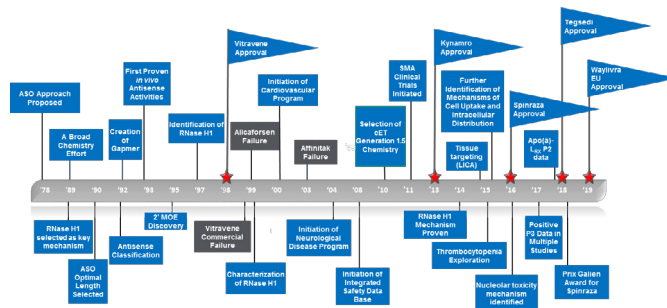 Vitravene
Approval
Kynamro
Approval
Tegsedi
Approval
Waylivra
EU
Approval
Spinraza
Approval
ASO Approach
Proposed
A Broad
Chemistry Effort
Creation of
Gapmer
First Proven
in vivo
Antisense
Activities
Identification of
RNase H1
Alicaforsen
Failure
Initiation of
Cardiovascular
Program
Affinitak
Failure
Selection of
cET
Generation 1.5
Chemistry
SMA
Clinical
Trials
Initiated
Further
Identification of
Mechanisms of
Cell Uptake and
Intracellular
Distribution
Tissue
targeting
(LICA)
Apo(a)-
LRx P2
data
'78
'89
'90
'92
'93
'95
'97
'98
'99
'00
'03
'04
'08
'10
'11
'13
'14
'15
'16
'17
'18
'19
RNase H1
selected as key
mechanism
ASO
Optimal
Length
Selected
Antisense
Classification
2' MOE
Discovery
Vitravene
Commercial
Failure
Characterization
of RNase H1
Initiation of
Neurological
Disease Program
Initiation of
Integrated
Safety Data
Base
RNase H1
Mechanism
Proven
Thrombocytopenia
Exploration
Nucleolar toxicity
mechanism
identified
Positive
P3 Data in
Multiple
Studies
Prix Galien
Award for
Spinraza